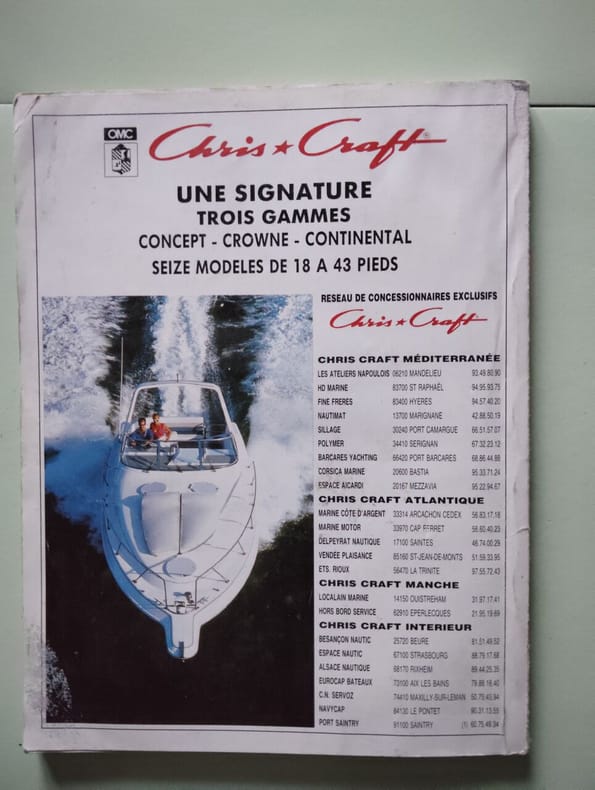 OMC
Chris★Craft®
UNE SIGNATURE
TROIS GAMMES
CONCEPT - CROWNE - CONTINENTAL
SEIZE MODELES DE 18 A 43 PIEDS
RESEAU DE CONCESSIONNAIRES EXCLUSIFS
Chris★Craft
CHRIS CRAFT MÉDITERRANÉE
LES ATELIERS NAPOULOIS 06210 MANDELIEU 93.49.80.90
HD MARINE 83700 ST RAPHAËL 94.95.93.75
FINE FRERES 83400 HYERES 94.57.40.20
NAUTIMAT 13700 MARIGNANE 42.88.50.19
SILLAGE 30240 PORT CAMARGUE 66.51.57.07
POLYMER 34410 SERIGNAN 67.32.23.12
BARCARES YACHTING 66420 PORT BARCARES 68.86.44.88
CORSICA MARINE 20600 BASTIA 95.33.71.24
ESPACE AICARDI 20167 MEZZAVIA 95.22.94.67
CHRIS CRAFT ATLANTIQUE
MARINE CÔTE D'ARGENT 33314 ARCACHON CEDEX 56.83.17.18
MARINE MOTOR 33970 CAP FERRET 56.60.40.23
DELPEYRAT NAUTIQUE 17100 SAINTES 46.74.00.29
VENDÉE PLAISANCE 85160 ST-JEAN-DE-MONTS 51.59.33.95
ETS. RIOUX 56470 LA TRINITE 97.55.72.43
CHRIS CRAFT MANCHE
LOCALAIN MARINE 14150 OUISTREHAM 31.97.17.41
HORS BORD SERVICE 62910 EPERLECQUES 21.95.19.69
CHRIS CRAFT INTERIEUR
BESANÇON NAUTIC 25720 BEURE 81.51.49.52
ESPACE NAUTIC 67100 STRASBOURG 88.79.17.68
ALSACE NAUTIQUE 68170 RIXHEIM 89.44.25.35
EUROCAP BATEAUX 73100 AIX LES BAINS 79.88.18.40
C.N. SERVOZ 74410 MAXILLY-SUR-LEMAN 50.75.40.94
NAVYCAP 84130 LE PONTET 90.31.13.55
PORT SAINTRY 91100 SAINTRY (1) 60.75.49.34